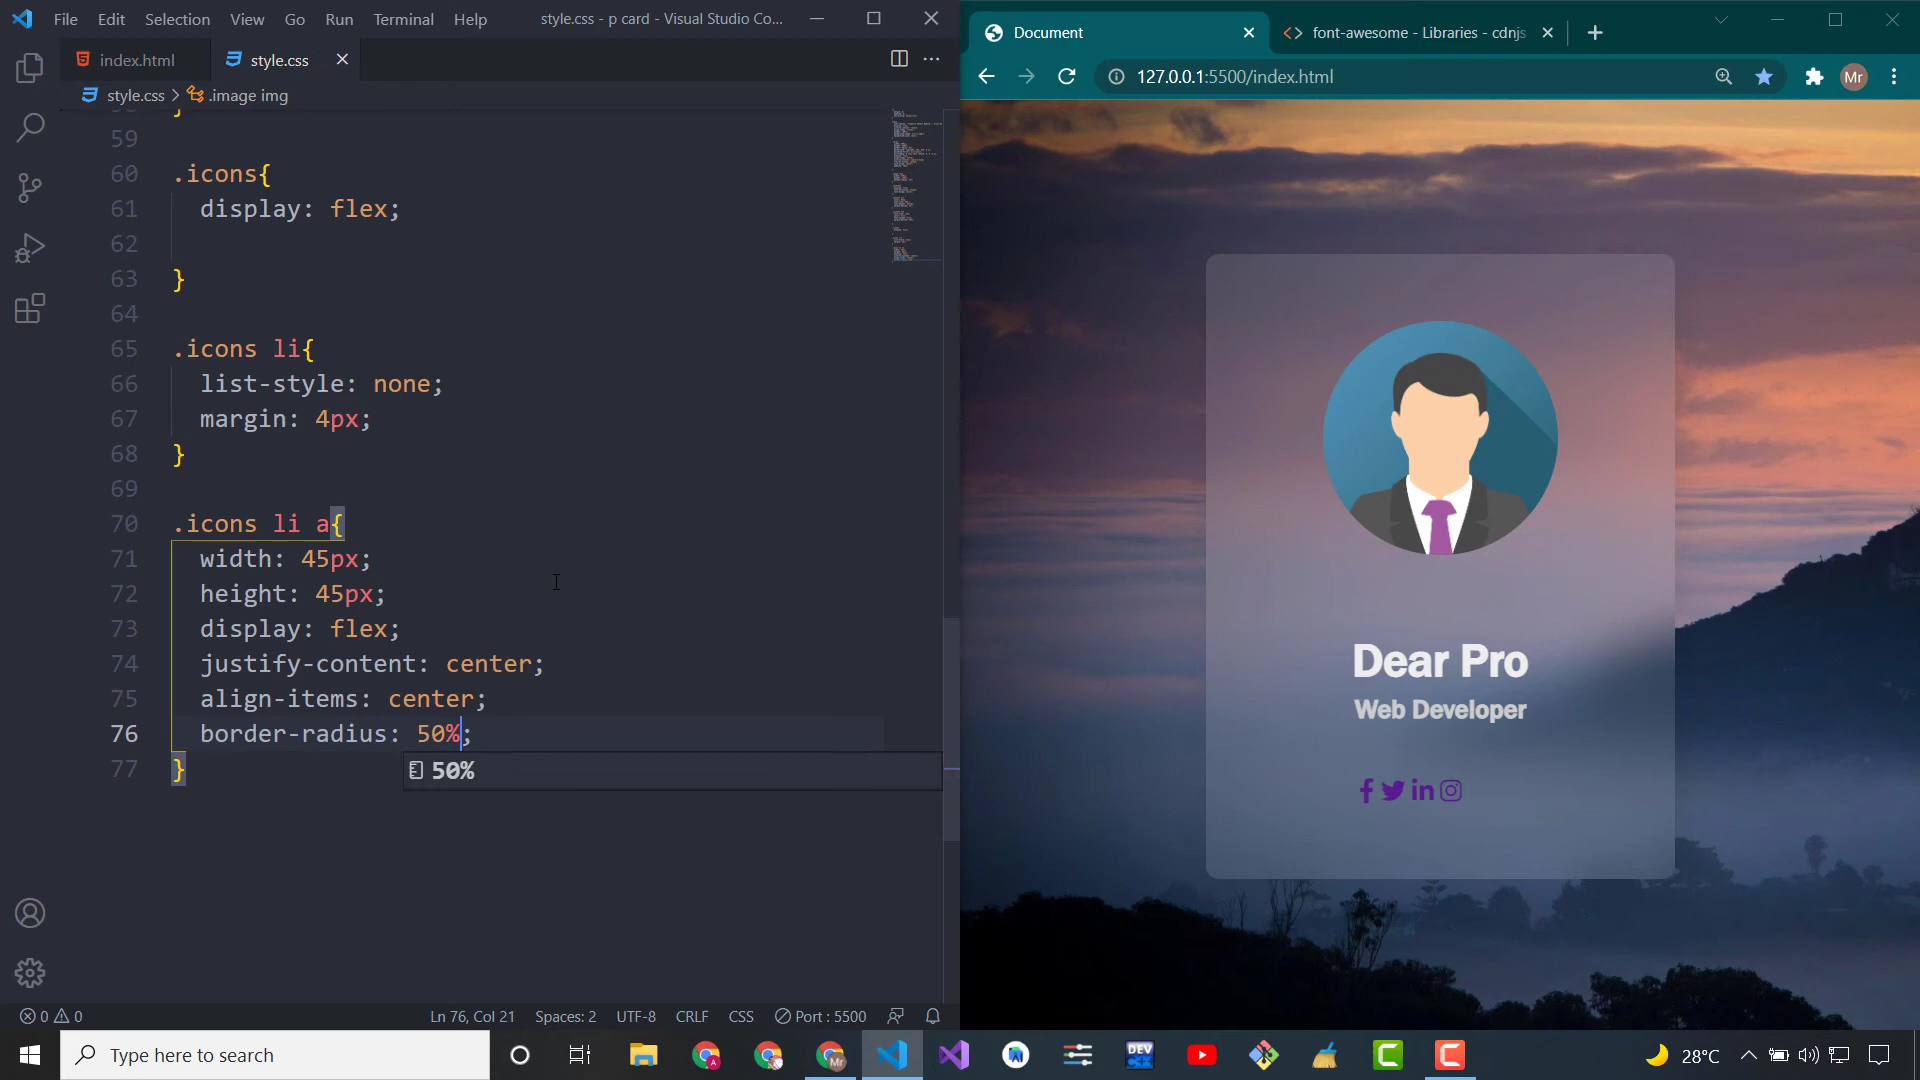 File Edit Selection View Go Run Terminal Help style.css - p card - Visual Studio Co...
index.html style.css
style.css > .image img
59
60 .icons{
61 display: flex;
62
63 }
64
65 .icons li{
66 list-style: none;
67 margin: 4px;
68 }
69
70 .icons li a{
71 width: 45px;
72 height: 45px;
73 display: flex;
74 justify-content: center;
75 align-items: center;
76 border-radius: 50%;
50%
77 }
0 0 Ln 76, Col 21 Spaces: 2 UTF-8 CRLF CSS Port : 5500
Document font-awesome - Libraries - cdnjs
127.0.0.1:5500/index.html Mr
Dear Pro
Web Developer
Type here to search
A
Mr
DEV
C++
28°C